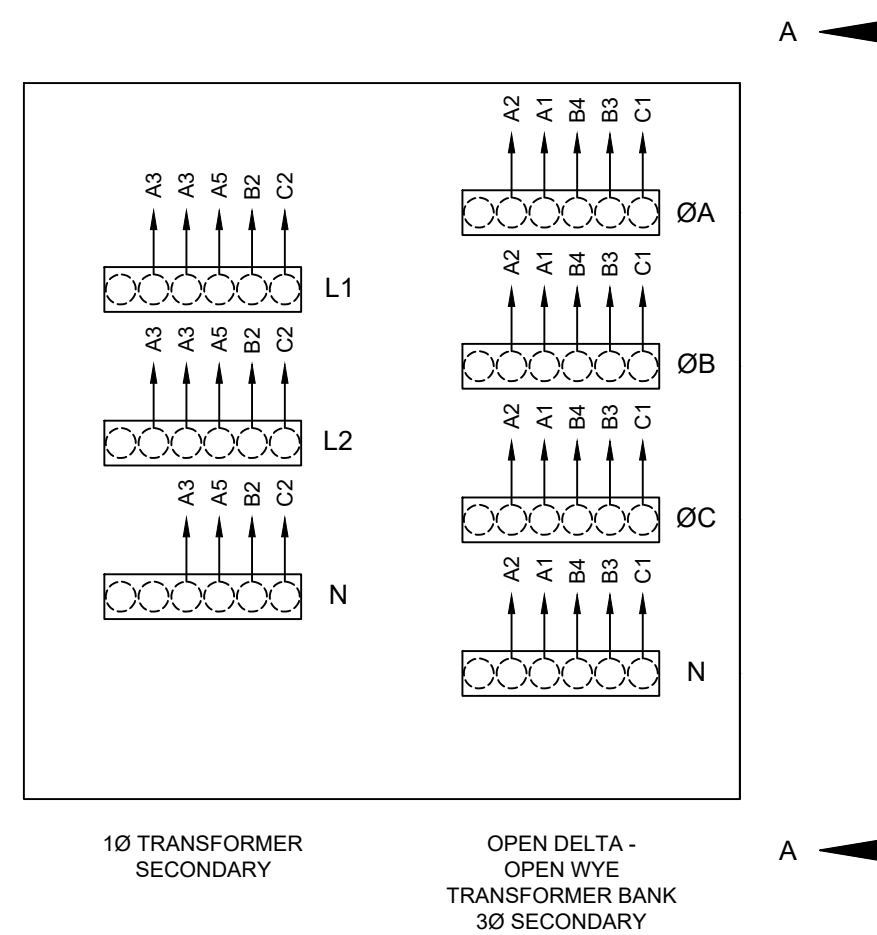 A
A3 A3 A5 B2 C2
L1
A3 A3 A5 B2 C2
L2
A3 A5 B2 C2
N
A2 A1 B4 B3 C1
ØA
A2 A1 B4 B3 C1
ØB
A2 A1 B4 B3 C1
ØC
A2 A1 B4 B3 C1
N
1Ø TRANSFORMER
SECONDARY
OPEN DELTA -
OPEN WYE
TRANSFORMER BANK
3Ø SECONDARY
A